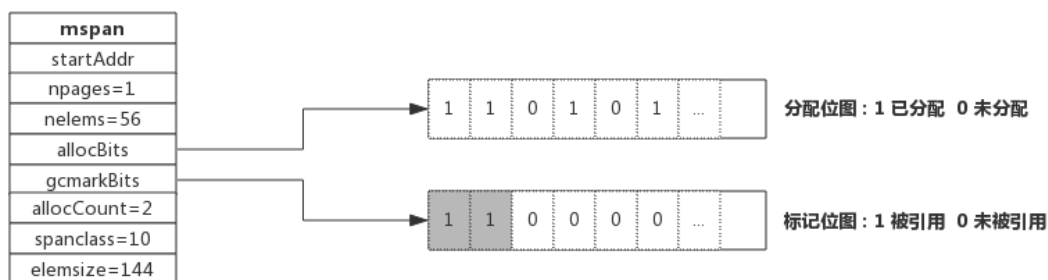 mspan
startAddr
npages=1
nelems=56
allocBits
gcmarkBits
allocCount=2
spanclass=10
elemsize=144
1 1 0 1 0 1 ...
分配位图：1 已分配 0 未分配
1 1 0 0 0 0 ...
标记位图：1 被引用 0 未被引用